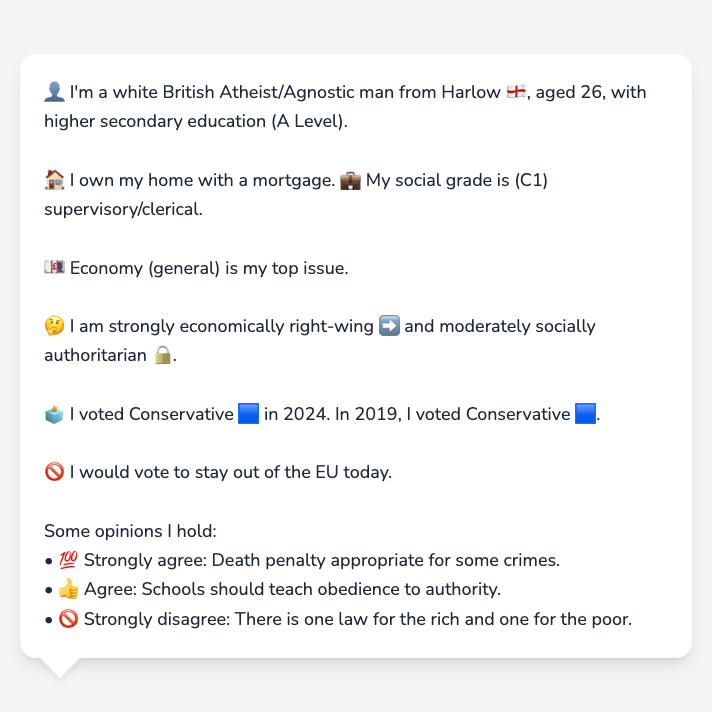 👤 I'm a white British Atheist/Agnostic man from Harlow 🏴󠁧󠁢󠁥󠁮󠁧󠁿, aged 26, with
higher secondary education (A Level).
🏠 I own my home with a mortgage. 💼 My social grade is (C1)
supervisory/clerical.
💷 Economy (general) is my top issue.
🤔 I am strongly economically right-wing ➡️ and moderately socially
authoritarian 🔒.
🗳️ I voted Conservative 🟦 in 2024. In 2019, I voted Conservative 🟦.
🚫 I would vote to stay out of the EU today.
Some opinions I hold:
• 💯 Strongly agree: Death penalty appropriate for some crimes.
• 👍 Agree: Schools should teach obedience to authority.
• 🚫 Strongly disagree: There is one law for the rich and one for the poor.